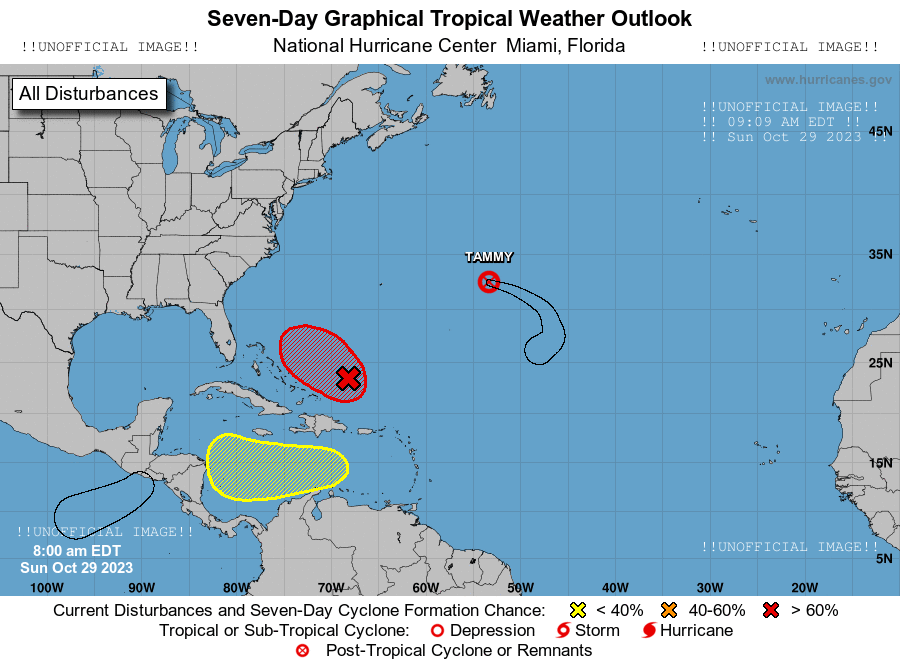 Seven-Day Graphical Tropical Weather Outlook
!!UNOFFICIAL IMAGE!! National Hurricane Center Miami, Florida !!UNOFFICIAL IMAGE!!
www.hurricanes.gov
All Disturbances
!!UNOFFICIAL IMAGE!!
!! 09:09 AM EDT !!
!! Sun Oct 29 2023 !!
45N
TAMMY
35N
25N
15N
!!UNOFFICIAL IMAGE!!
!!UNOFFICIAL IMAGE!!
8:00 am EDT
5N
Sun Oct 29 2023
100W 90W 80W 70W 60W 50W 40W 30W 20W
Current Disturbances and Seven-Day Cyclone Formation Chance: < 40% 40-60% > 60%
Tropical or Sub-Tropical Cyclone: Depression Storm Hurricane
Post-Tropical Cyclone or Remnants